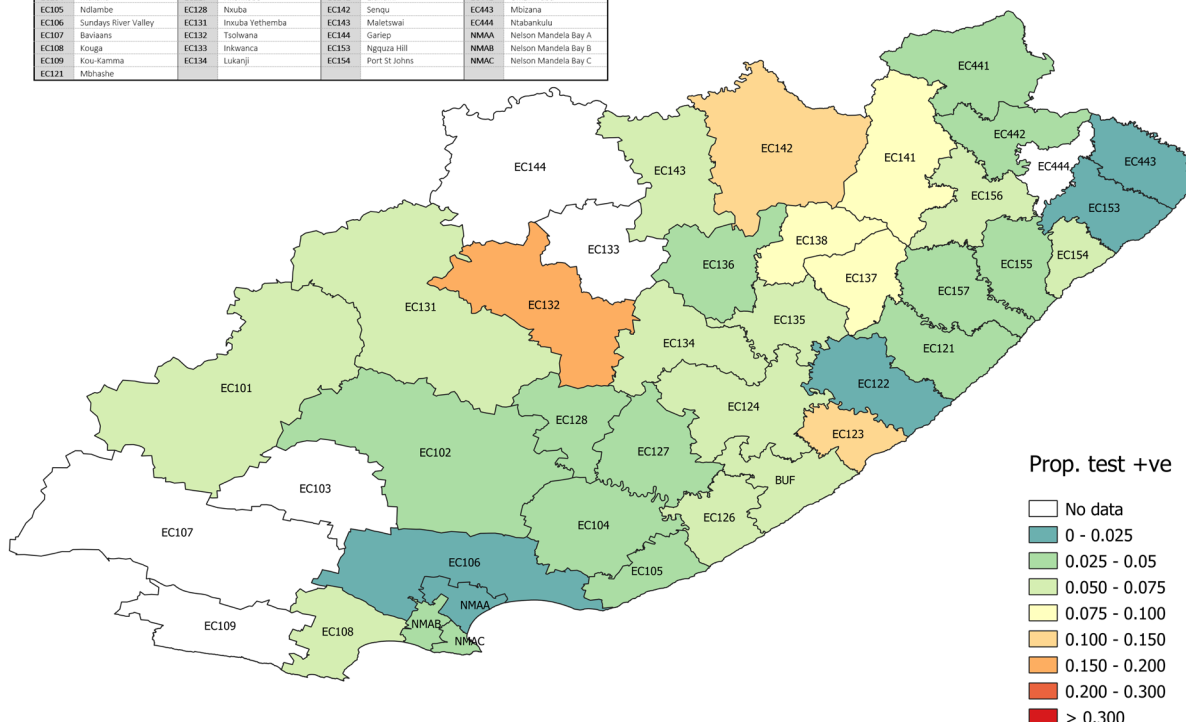 EC105 Ndlambe EC128 Nxuba EC142 Senqu EC443 Mbizana
EC106 Sundays River Valley EC131 Inxuba Yethemba EC143 Maletswai EC444 Ntabankulu
EC107 Baviaans EC132 Tsolwana EC144 Gariep NMAA Nelson Mandela Bay A
EC108 Kouga EC133 Inkwanca EC153 Ngquza Hill NMAB Nelson Mandela Bay B
EC109 Kou-Kamma EC134 Lukanji EC154 Port St Johns NMAC Nelson Mandela Bay C
EC121 Mbhashe
EC441
EC442
EC142
EC141
EC444
EC443
EC144
EC143
EC156
EC153
EC133
EC136
EC138
EC137
EC155
EC154
EC157
EC131
EC132
EC135
EC134
EC121
EC101
EC122
EC124
EC128
EC123
EC102
EC127
EC103
BUF
EC107
EC104
EC126
EC106
EC105
NMAA
EC109
EC108
NMAB
NMAC
Prop. test +ve
No data
0 - 0.025
0.025 - 0.05
0.050 - 0.075
0.075 - 0.100
0.100 - 0.150
0.150 - 0.200
0.200 - 0.300
> 0.300